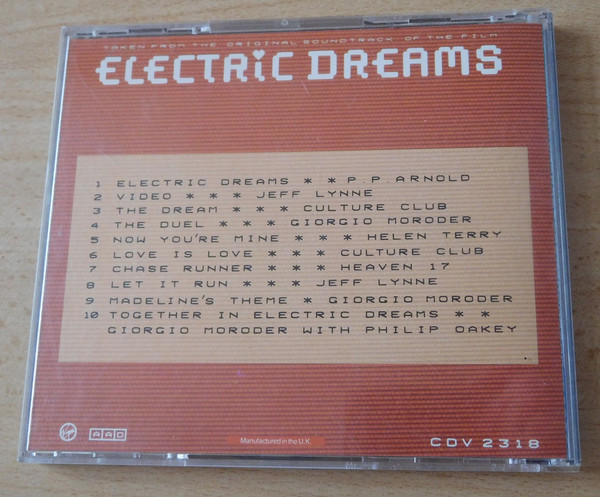 TAKEN FROM THE ORIGINAL SOUNDTRACK OF THE FILM
ELECTRIC DREAMS
1 ELECTRIC DREAMS * * P.P. ARNOLD
2 VIDEO * * * JEFF LYNNE
3 THE DREAM * * * CULTURE CLUB
4 THE DUEL * * * GIORGIO MORODER
5 NOW YOU'RE MINE * * * HELEN TERRY
6 LOVE IS LOVE * * * CULTURE CLUB
7 CHASE RUNNER * * * HEAVEN 17
8 LET IT RUN * * * JEFF LYNNE
9 MADELINE'S THEME * GIORGIO MORODER
10 TOGETHER IN ELECTRIC DREAMS * *
GIORGIO MORODER WITH PHILIP OAKEY
Virgin AAD Manufactured in the U.K. CDV 2318